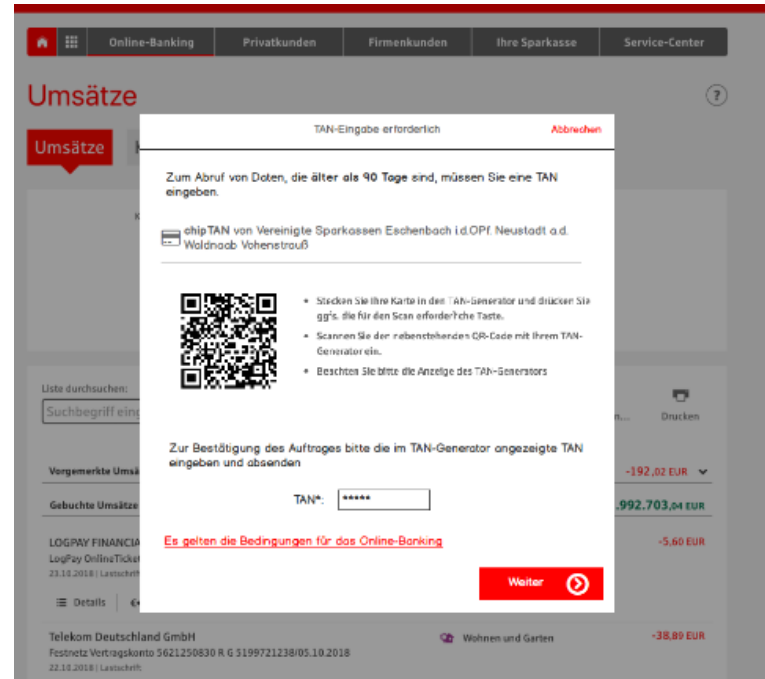 Online-Banking
Privatkunden
Firmenkunden
Ihre Sparkasse
Service-Center
Umsätze
?
Umsätze
TAN-Eingabe erforderlich
Abbrechen
Zum Abruf von Daten, die älter als 90 Tage sind, müssen Sie eine TAN
eingeben.
chipTAN von Vereinigte Sparkassen Eschenbach i.d.OPf. Neustadt a.d.
Waldnaab Vohenstrauß
• Stecken Sie Ihre Karte in den TAN-Generator und drücken Sie
ggfs. die für den Scan erforderliche Taste.
• Scannen Sie den nebenstehenden QR-Code mit Ihrem TAN-
Generator ein.
• Beachten Sie bitte die Anzeige des TAN-Generators
Liste durchsuchen:
Suchbegriff eing
n...
Drucken
Zur Bestätigung des Auftrages bitte die im TAN-Generator angezeigte TAN
eingeben und absenden
TAN*:
*****
Es gelten die Bedingungen für das Online-Banking
Weiter
Vorgemerkte Umsä
-192,02 EUR
Gebuchte Umsätze
.992.703,04 EUR
LOGPAY FINANCIA
-5,60 EUR
LogPay OnlineTicket
23.10.2018 | Lastschrift
Details
Telekom Deutschland GmbH
Wohnen und Garten
-38,89 EUR
Festnetz Vertragskonto 5621250830 R G 5199721238/05.10.2018
22.10.2018 | Lastschrift